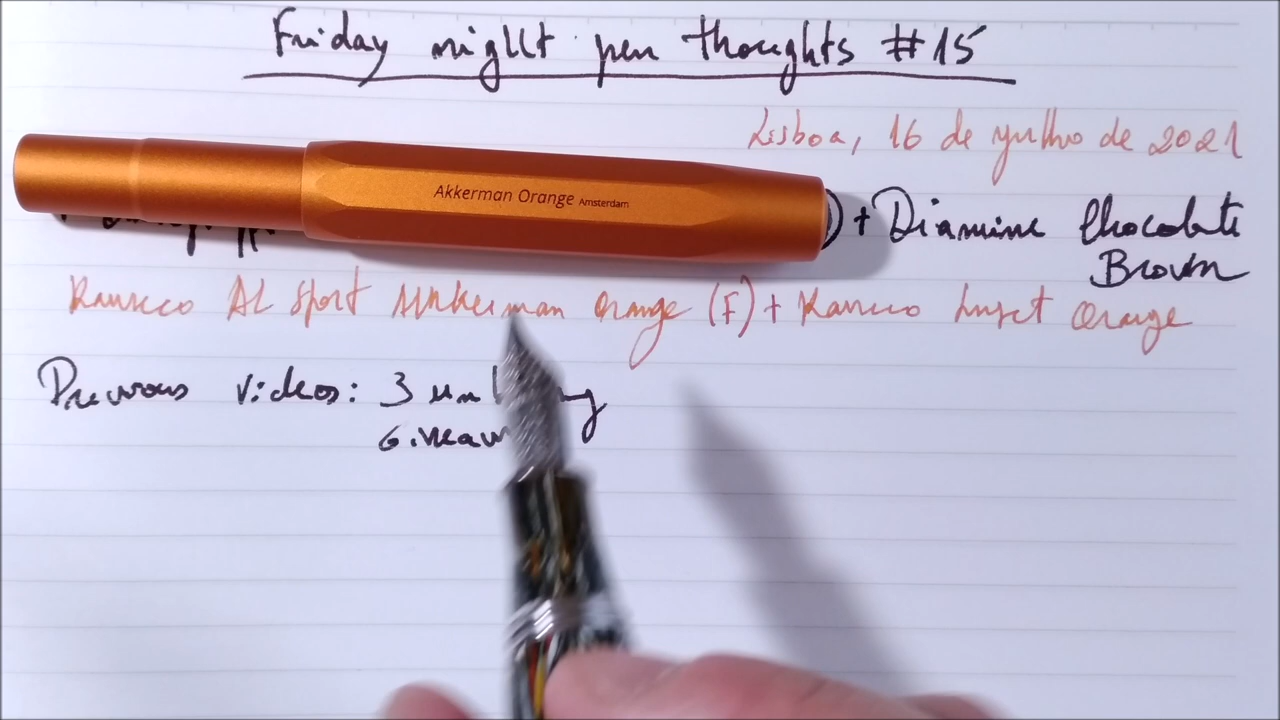 Friday night pen thoughts #15
Lisboa, 16 de julho de 2021
Akkerman Orange Amsterdam
) + Diamine Chocolate
Brown
Kaweco AL Sport Akkerman Orange (F) + Kaweco Sunset Orange
Previous videos: 3 un